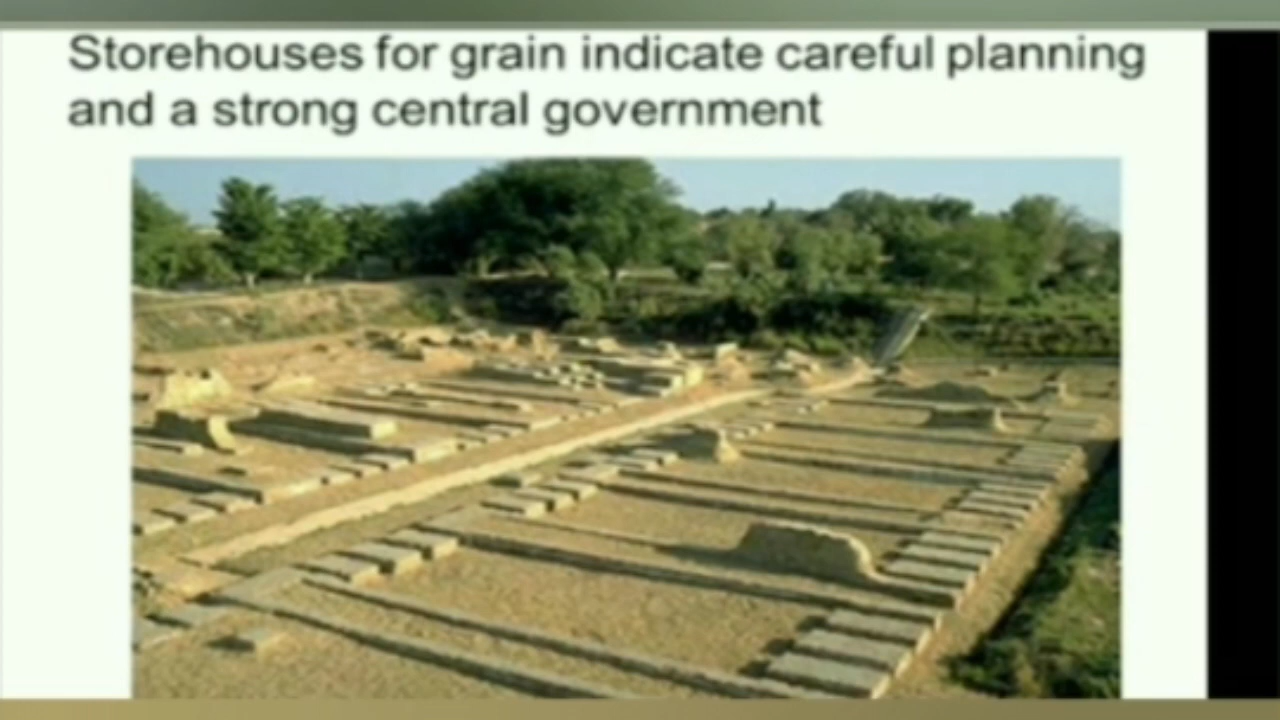 Storehouses for grain indicate careful planning
and a strong central government